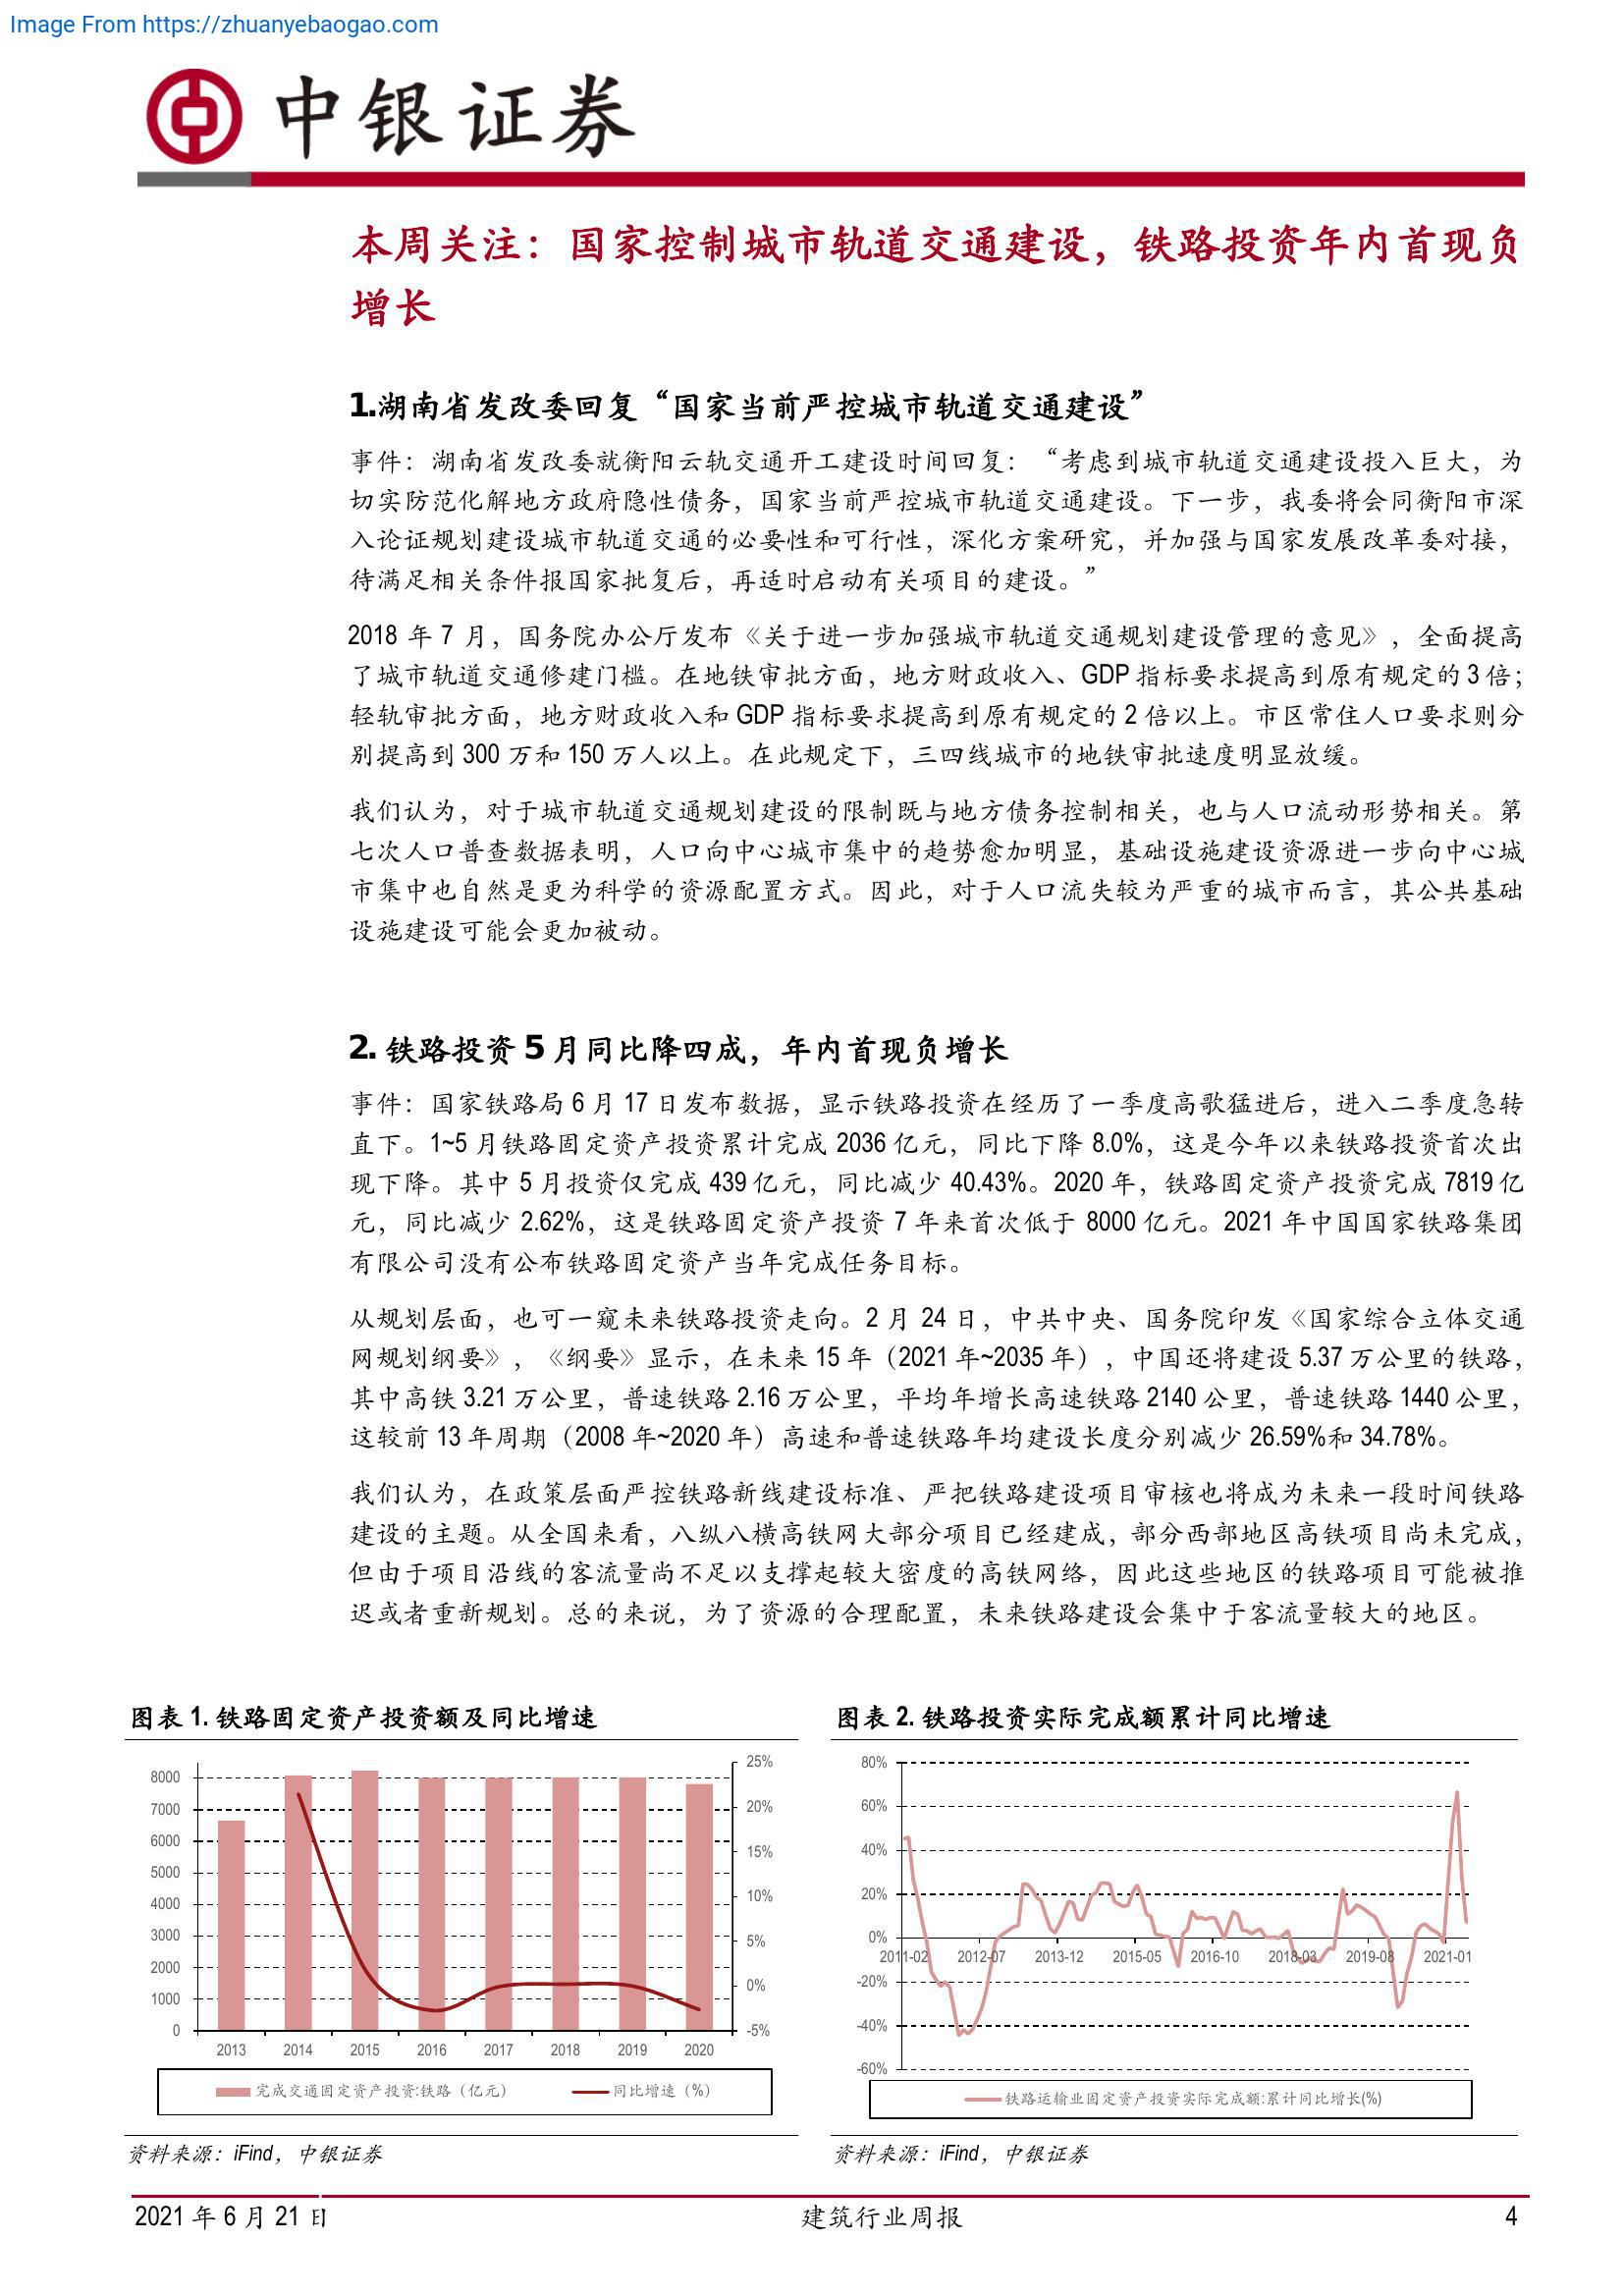 Image From https://zhuanyebaogao.com
中银证券
本周关注：国家控制城市轨道交通建设，铁路投资年内首现负
增长
1.湖南省发改委回复“国家当前严控城市轨道交通建设”
事件：湖南省发改委就衡阳云轨交通开工建设时间回复：“考虑到城市轨道交通建设投入巨大，为
切实防范化解地方政府隐性债务，国家当前严控城市轨道交通建设。下一步，我委将会同衡阳市深
入论证规划建设城市轨道交通的必要性和可行性，深化方案研究，并加强与国家发展改革委对接，
待满足相关条件报国家批复后，再适时启动有关项目的建设。”
2018 年 7 月，国务院办公厅发布《关于进一步加强城市轨道交通规划建设管理的意见》，全面提高
了城市轨道交通修建门槛。在地铁审批方面，地方财政收入、GDP 指标要求提高到原有规定的 3 倍；
轻轨审批方面，地方财政收入和 GDP 指标要求提高到原有规定的 2 倍以上。市区常住人口要求则分
别提高到 300 万和 150 万人以上。在此规定下，三四线城市的地铁审批速度明显放缓。
我们认为，对于城市轨道交通规划建设的限制既与地方债务控制相关，也与人口流动形势相关。第
七次人口普查数据表明，人口向中心城市集中的趋势愈加明显，基础设施建设资源进一步向中心城
市集中也自然是更为科学的资源配置方式。因此，对于人口流失较为严重的城市而言，其公共基础
设施建设可能会更加被动。
2. 铁路投资 5 月同比降四成，年内首现负增长
事件：国家铁路局 6 月 17 日发布数据，显示铁路投资在经历了一季度高歌猛进后，进入二季度急转
直下。1~5 月铁路固定资产投资累计完成 2036 亿元，同比下降 8.0%，这是今年以来铁路投资首次出
现下降。其中 5 月投资仅完成 439 亿元，同比减少 40.43%。2020 年，铁路固定资产投资完成 7819 亿
元，同比减少 2.62%，这是铁路固定资产投资 7 年来首次低于 8000 亿元。2021 年中国国家铁路集团
有限公司没有公布铁路固定资产当年完成任务目标。
从规划层面，也可一窥未来铁路投资走向。2 月 24 日，中共中央、国务院印发《国家综合立体交通
网规划纲要》，《纲要》显示，在未来 15 年（2021 年~2035 年），中国还将建设 5.37 万公里的铁路，
其中高铁 3.21 万公里，普速铁路 2.16 万公里，平均年增长高速铁路 2140 公里，普速铁路 1440 公里，
这较前 13 年周期（2008 年~2020 年）高速和普速铁路年均建设长度分别减少 26.59%和 34.78%。
我们认为，在政策层面严控铁路新线建设标准、严把铁路建设项目审核也将成为未来一段时间铁路
建设的主题。从全国来看，八纵八横高铁网大部分项目已经建成，部分西部地区高铁项目尚未完成，
但由于项目沿线的客流量尚不足以支撑起较大密度的高铁网络，因此这些地区的铁路项目可能被推
迟或者重新规划。总的来说，为了资源的合理配置，未来铁路建设会集中于客流量较大的地区。
图表 1. 铁路固定资产投资额及同比增速
8000
7000
6000
5000
4000
3000
2000
1000
0
25%
20%
15%
10%
5%
0%
-5%
2013 2014 2015 2016 2017 2018 2019 2020
完成交通固定资产投资:铁路（亿元） 同比增速（%）
资料来源：iFind，中银证券
图表 2. 铁路投资实际完成额累计同比增速
80%
60%
40%
20%
0%
-20%
-40%
-60%
2011-02 2012-07 2013-12 2015-05 2016-10 2018-03 2019-08 2021-01
铁路运输业固定资产投资实际完成额:累计同比增长(%)
资料来源：iFind，中银证券
2021 年 6 月 21 日 建筑行业周报 4